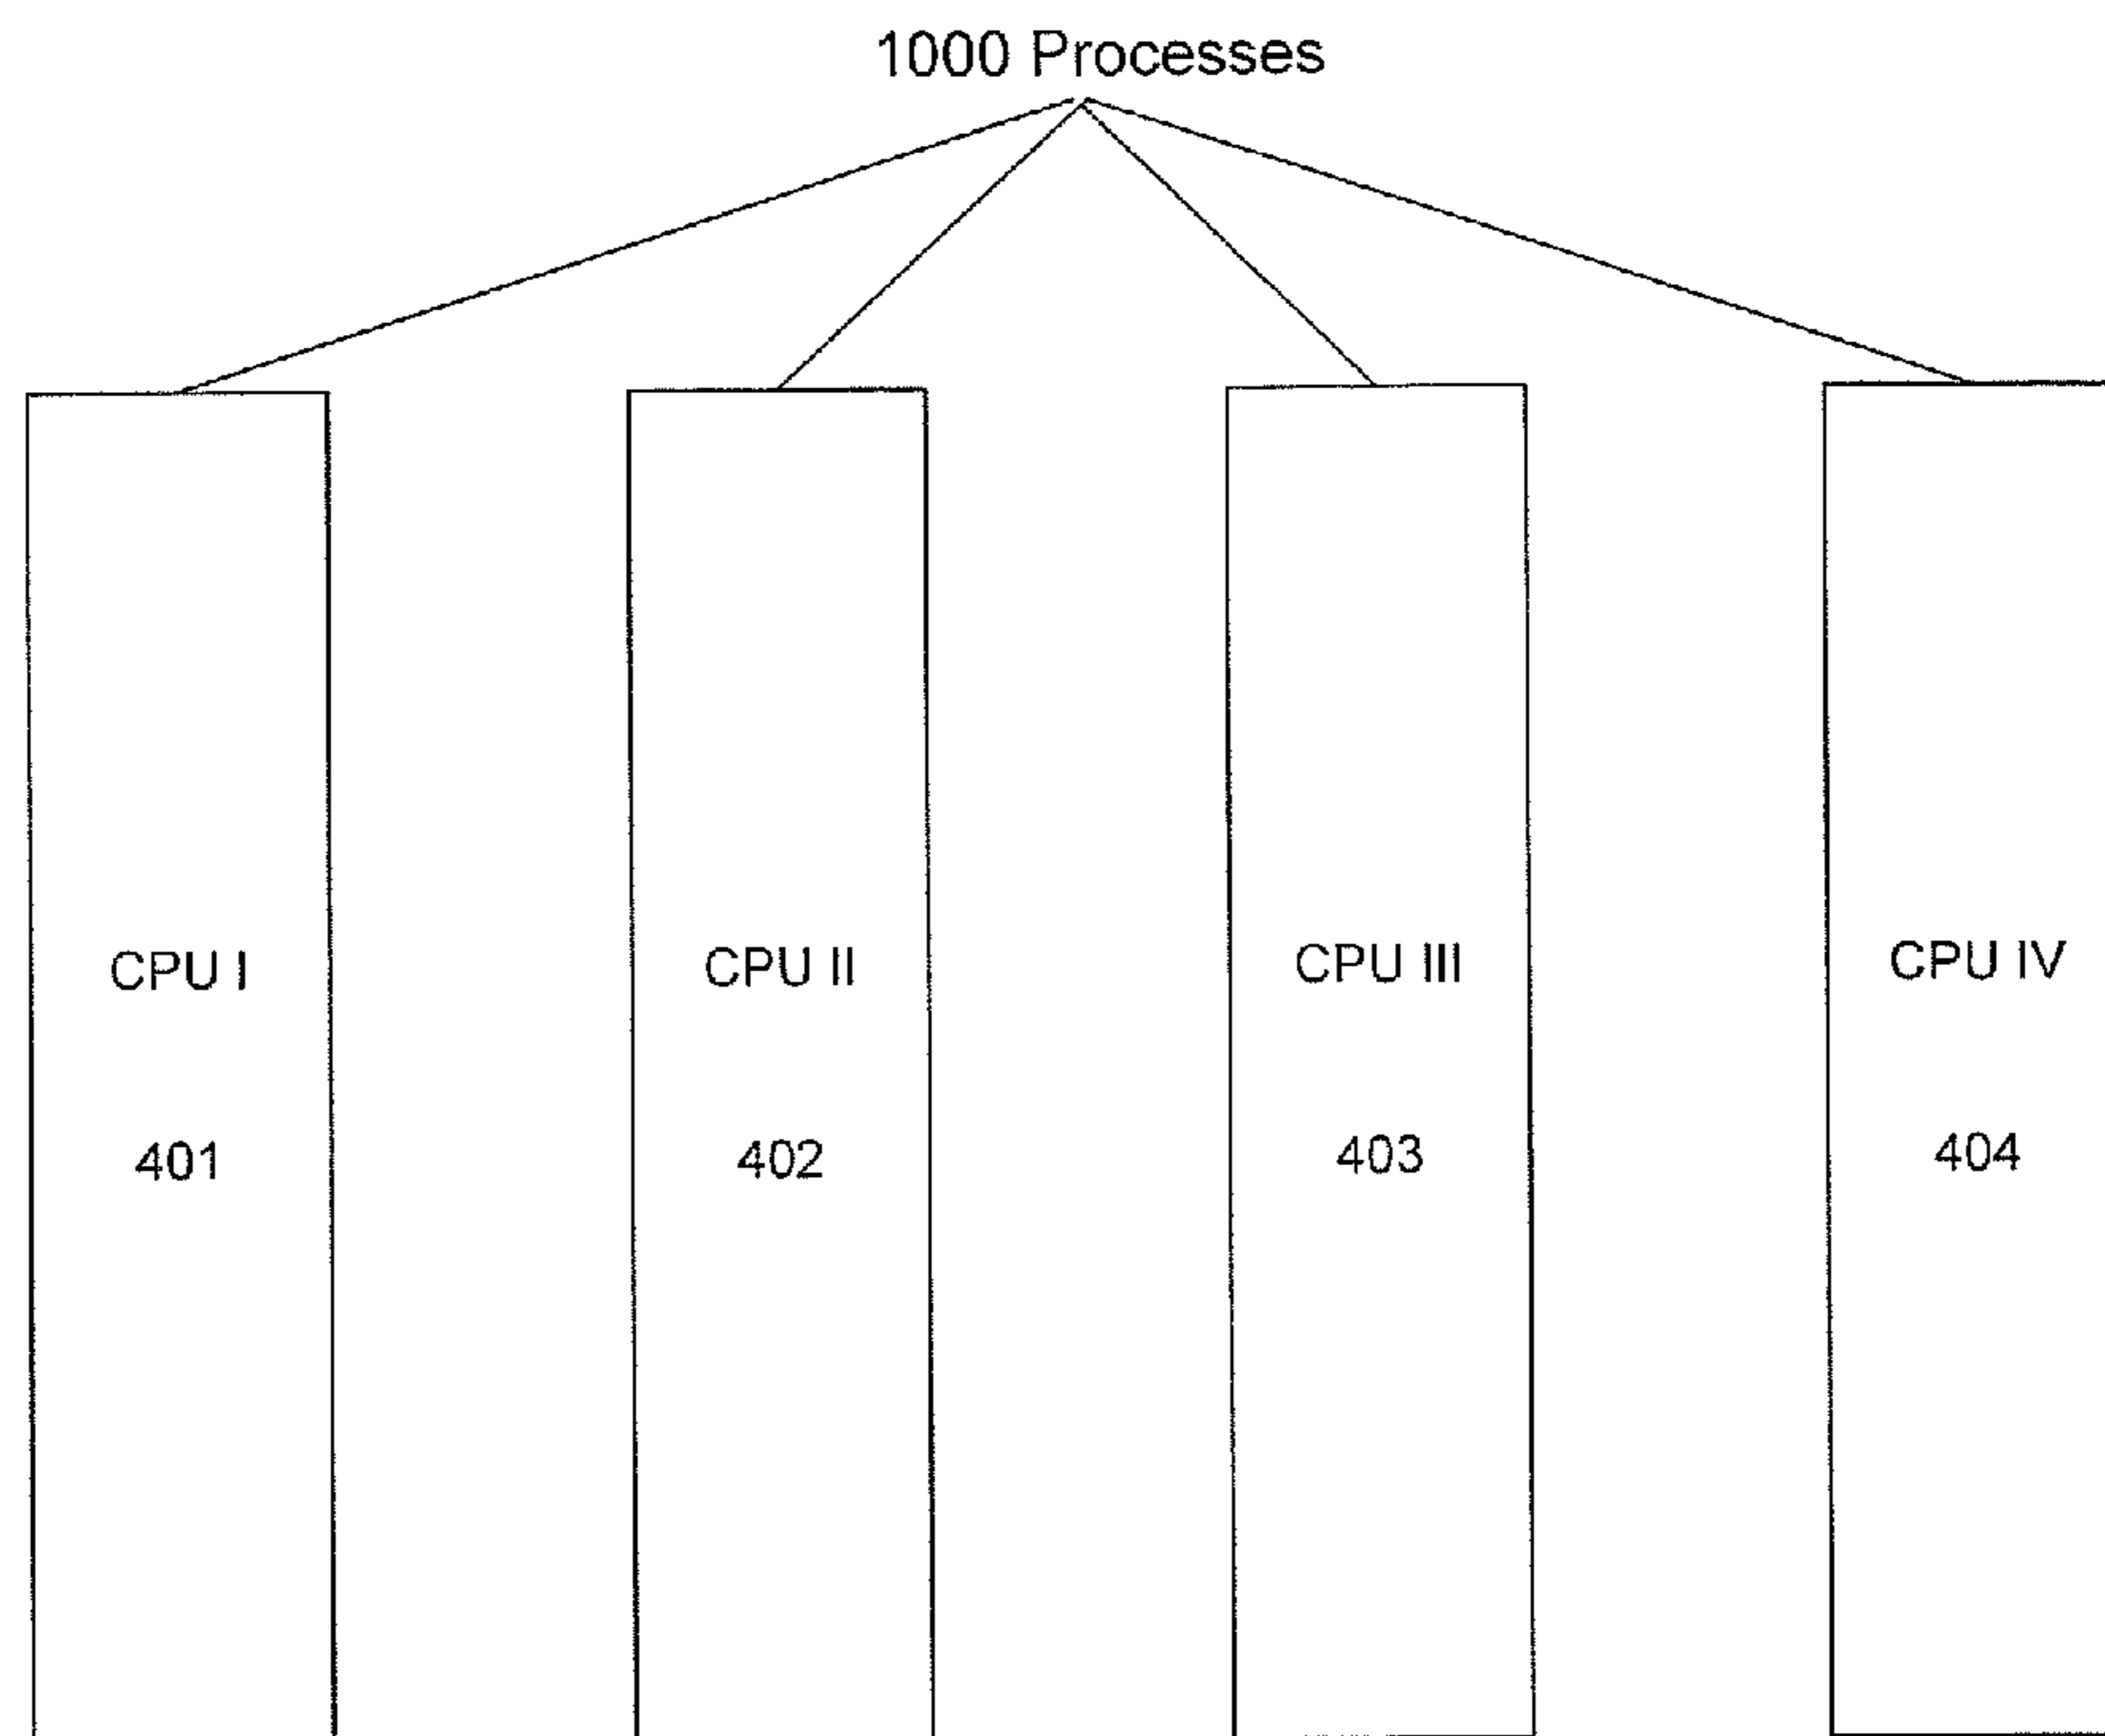 1000 Processes
CPU I
CPU II
CPU III
CPU IV
401
402
403
404